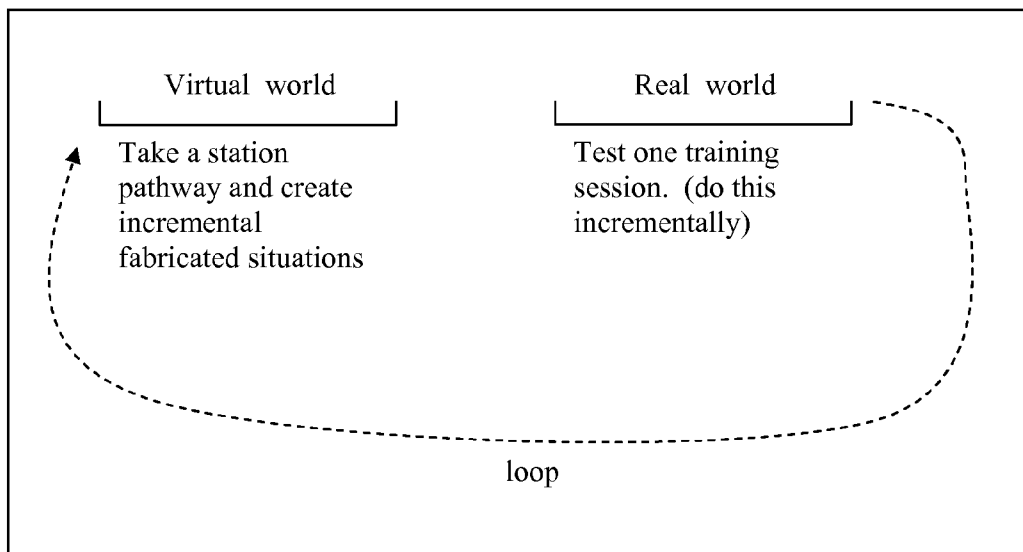 Virtual world
Take a station
pathway and create
incremental
fabricated situations
Real world
Test one training
session. (do this
incrementally)
loop